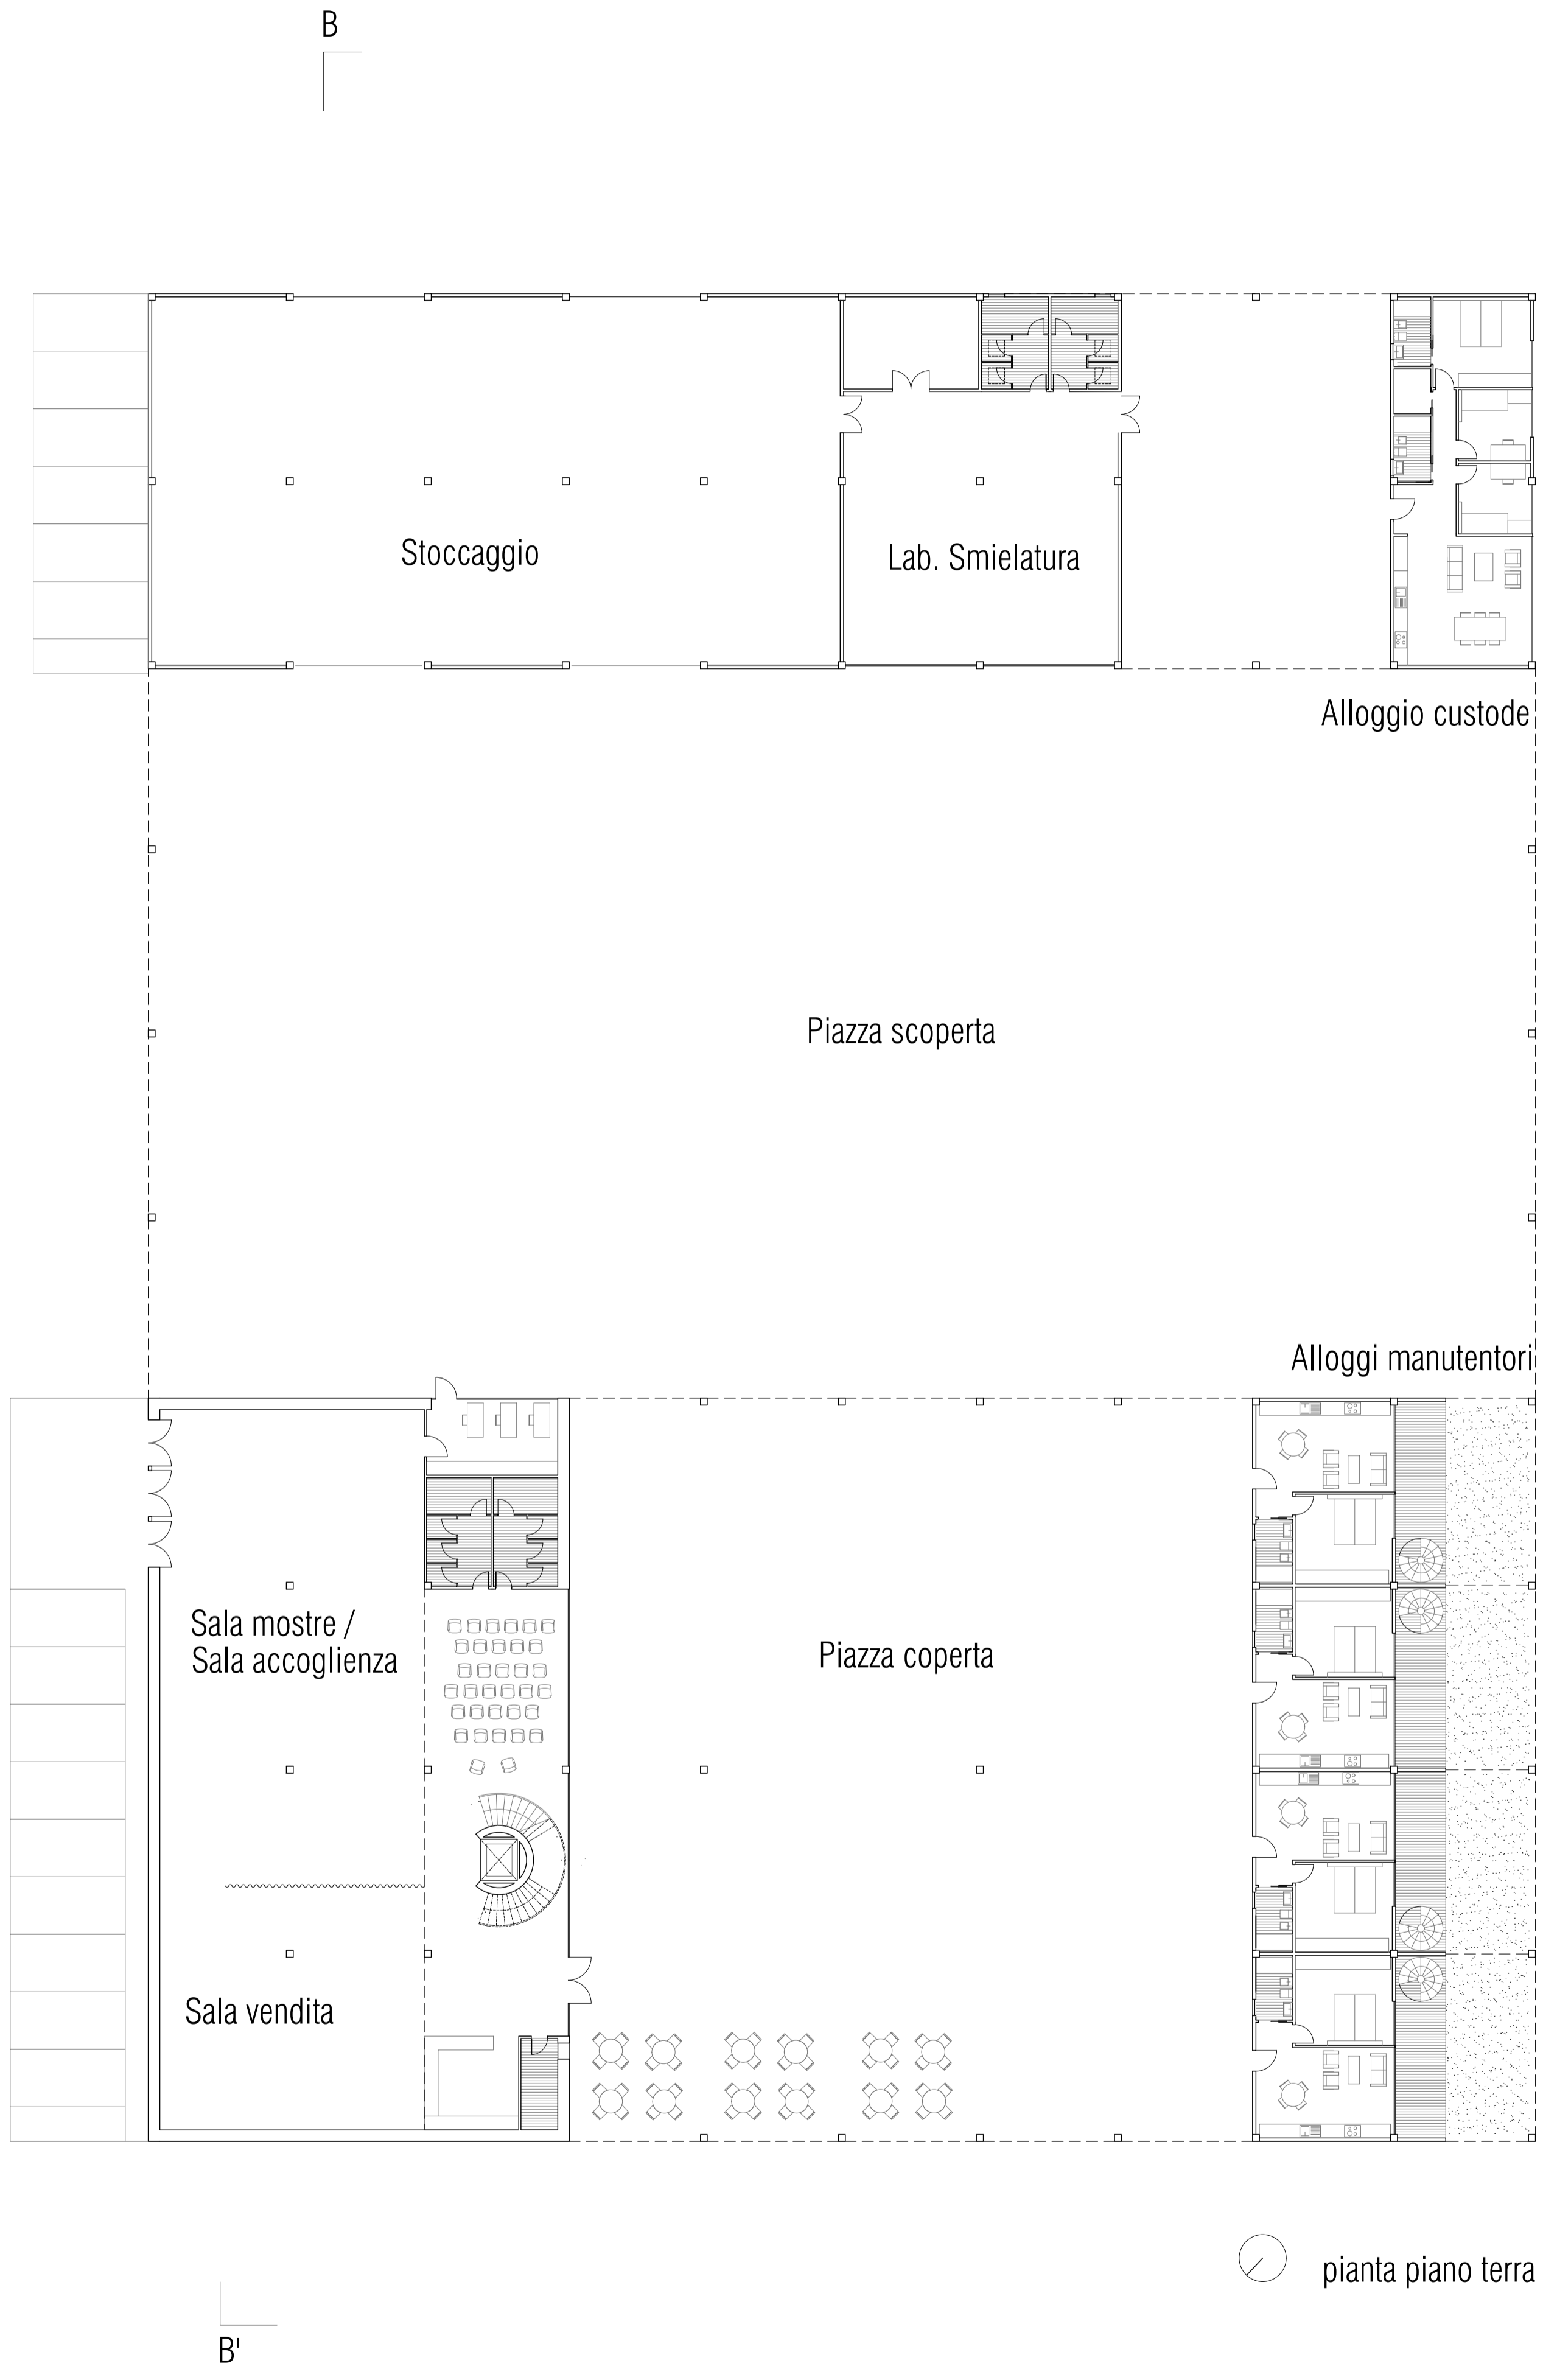 B
Stoccaggio
Lab. Smielatura
Alloggio custode
Piazza scoperta
Alloggi manutentori
Sala mostre /
Sala accoglienza
Piazza coperta
Sala vendita
pianta piano terra
B'